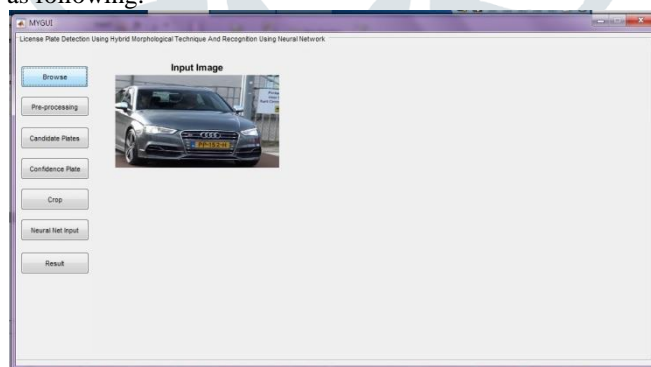 as following:
MYGUI
License Plate Detection Using Hybrid Morphological Technique And Recognition Using Neural Network
Input Image
Browse
Pre-processing
Candidate Plates
Confidence Plate
Crop
Neural Net Input
Result